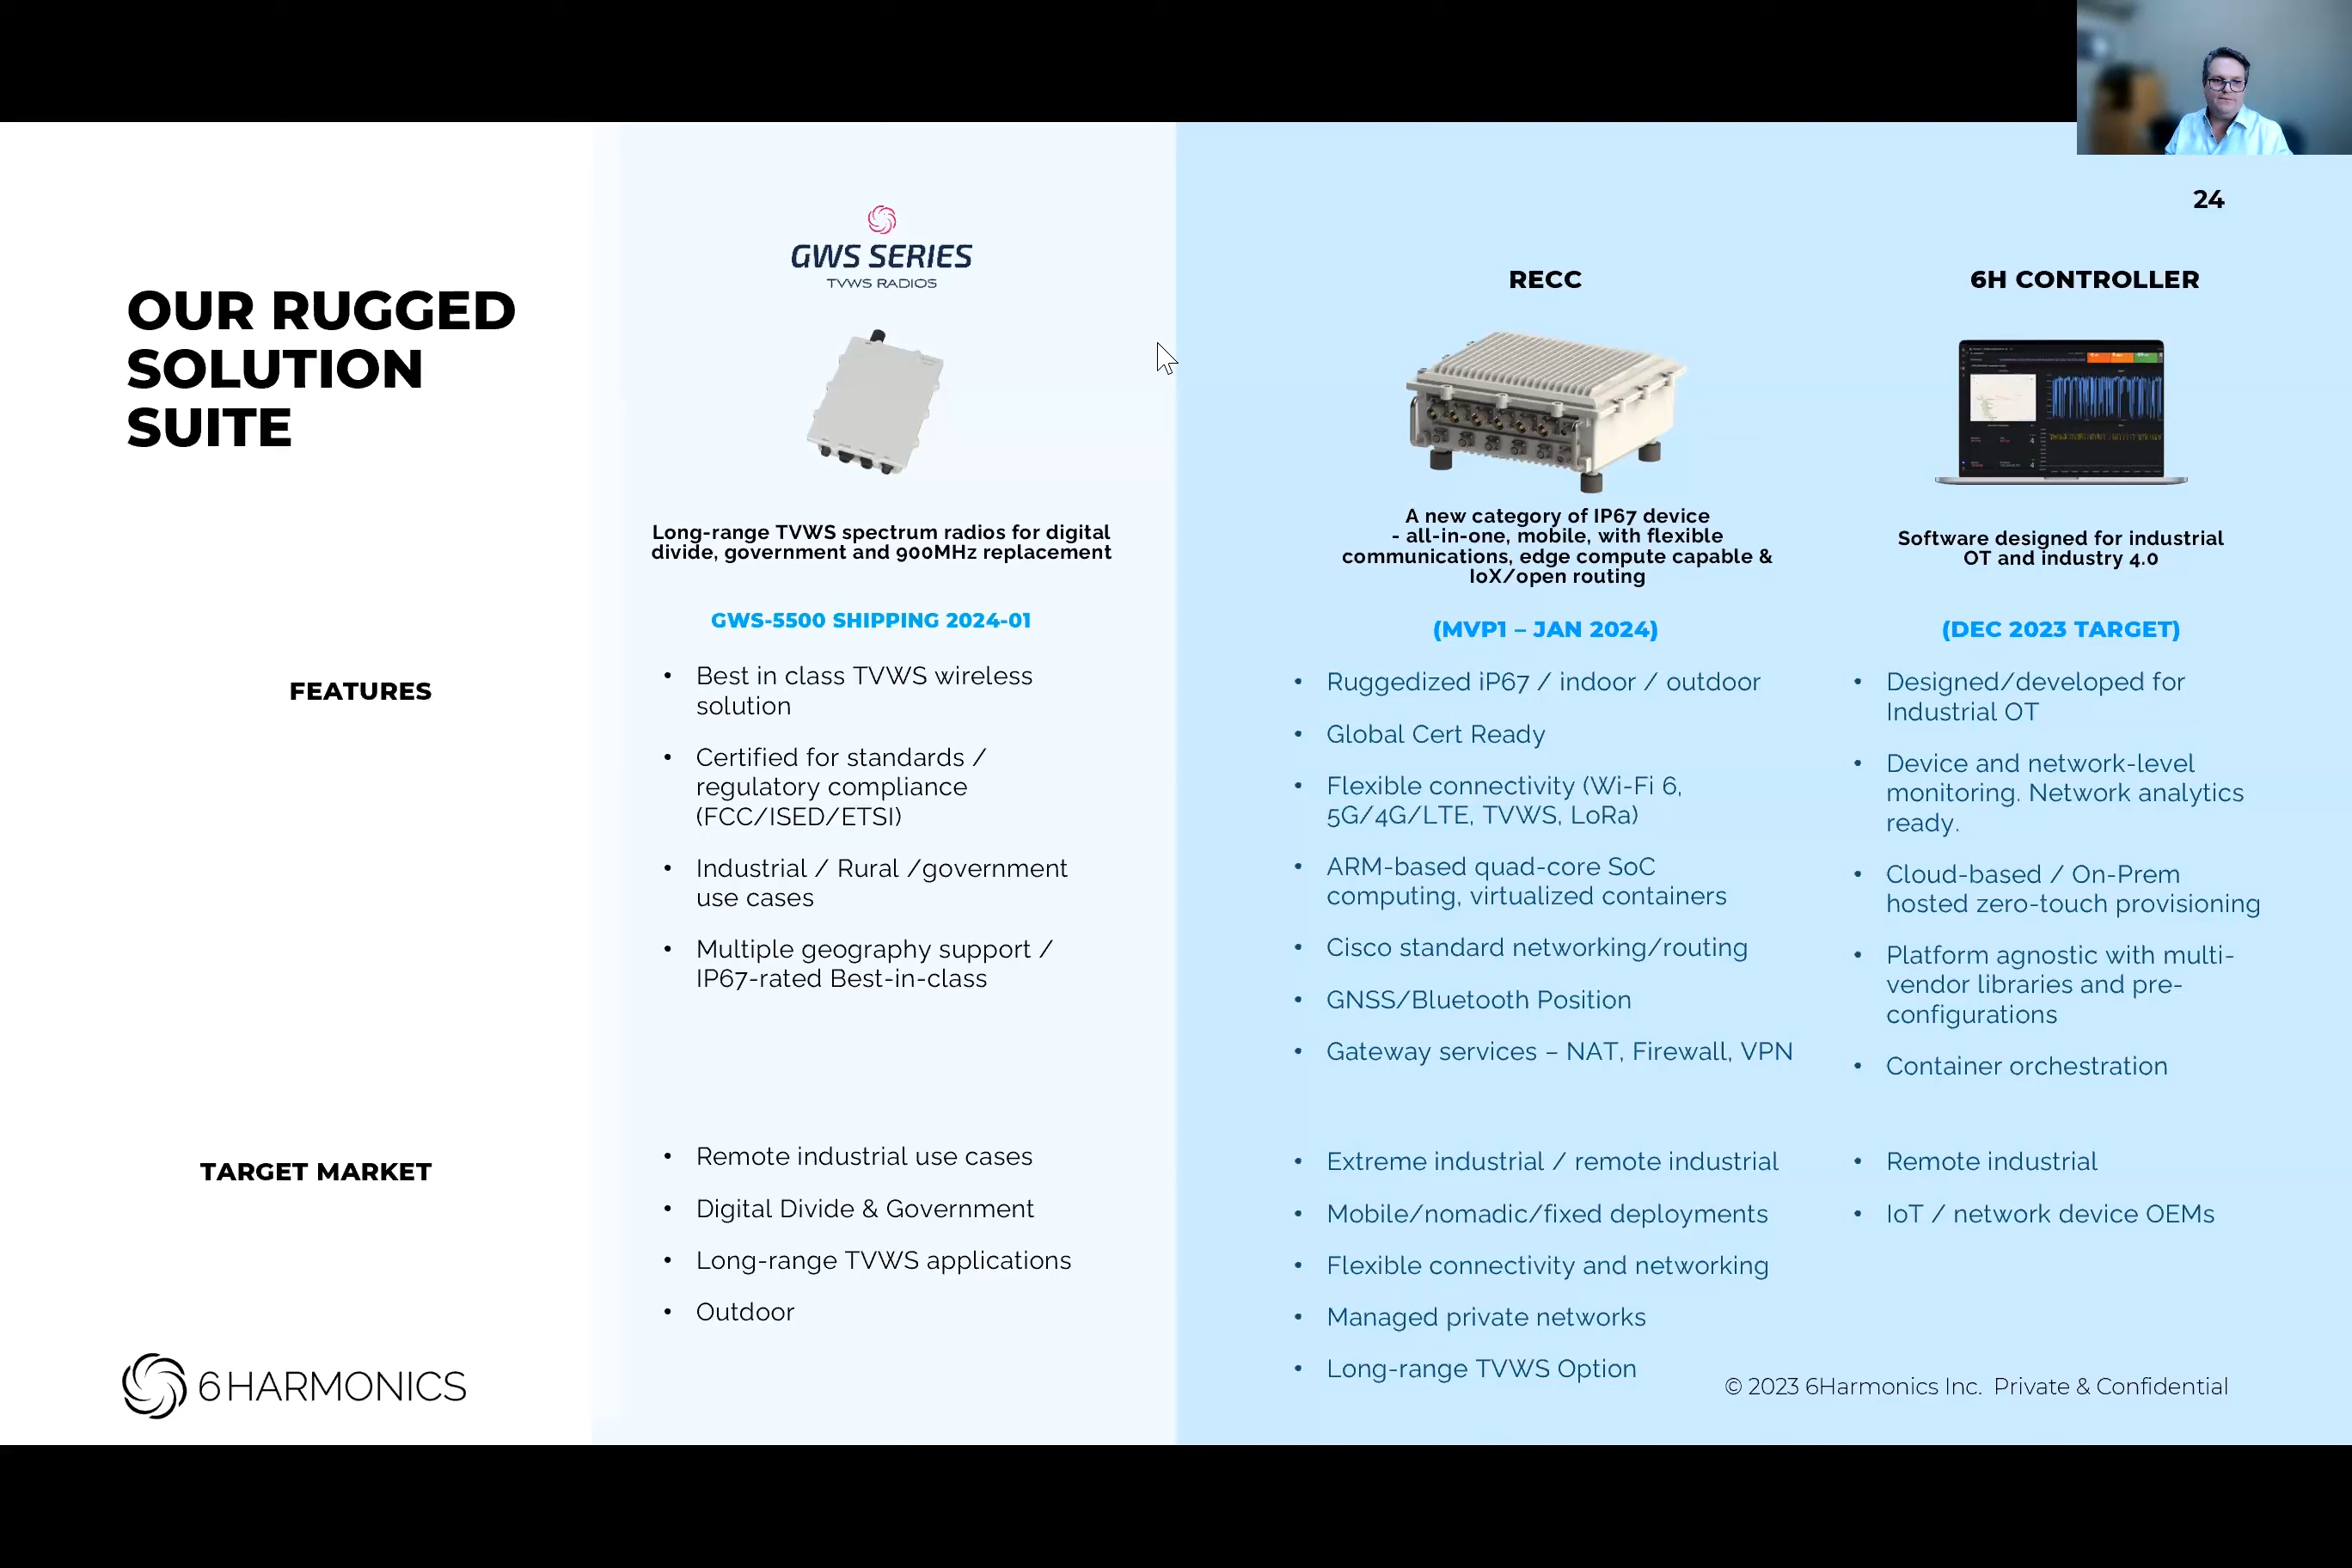 24
OUR RUGGED
SOLUTION
SUITE
GWS SERIES
TVWS RADIOS
Long-range TVWS spectrum radios for digital
divide, government and 900MHz replacement
GWS-5500 SHIPPING 2024-01
RECC
A new category of IP67 device
- all-in-one, mobile, with flexible
communications, edge compute capable &
IoX/open routing
(MVP1 – JAN 2024)
6H CONTROLLER
Software designed for industrial
OT and industry 4.0
(DEC 2023 TARGET)
FEATURES
• Best in class TVWS wireless
solution
• Certified for standards /
regulatory compliance
(FCC/ISED/ETSI)
• Industrial / Rural /government
use cases
• Multiple geography support /
IP67-rated Best-in-class
• Ruggedized iP67 / indoor / outdoor
• Global Cert Ready
• Flexible connectivity (Wi-Fi 6,
5G/4G/LTE, TVWS, LoRa)
• ARM-based quad-core SoC
computing, virtualized containers
• Cisco standard networking/routing
• GNSS/Bluetooth Position
• Gateway services – NAT, Firewall, VPN
• Designed/developed for
Industrial OT
• Device and network-level
monitoring. Network analytics
ready.
• Cloud-based / On-Prem
hosted zero-touch provisioning
• Platform agnostic with multi-
vendor libraries and pre-
configurations
• Container orchestration
TARGET MARKET
• Remote industrial use cases
• Digital Divide & Government
• Long-range TVWS applications
• Outdoor
• Extreme industrial / remote industrial
• Mobile/nomadic/fixed deployments
• Flexible connectivity and networking
• Managed private networks
• Long-range TVWS Option
• Remote industrial
• IoT / network device OEMs
6HARMONICS
© 2023 6Harmonics Inc. Private & Confidential